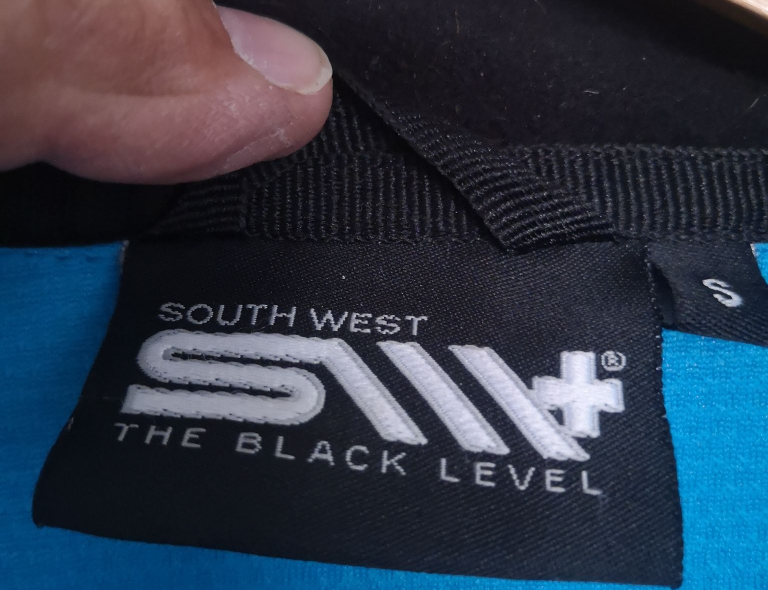 SOUTH WEST
SW+®
THE BLACK LEVEL
S